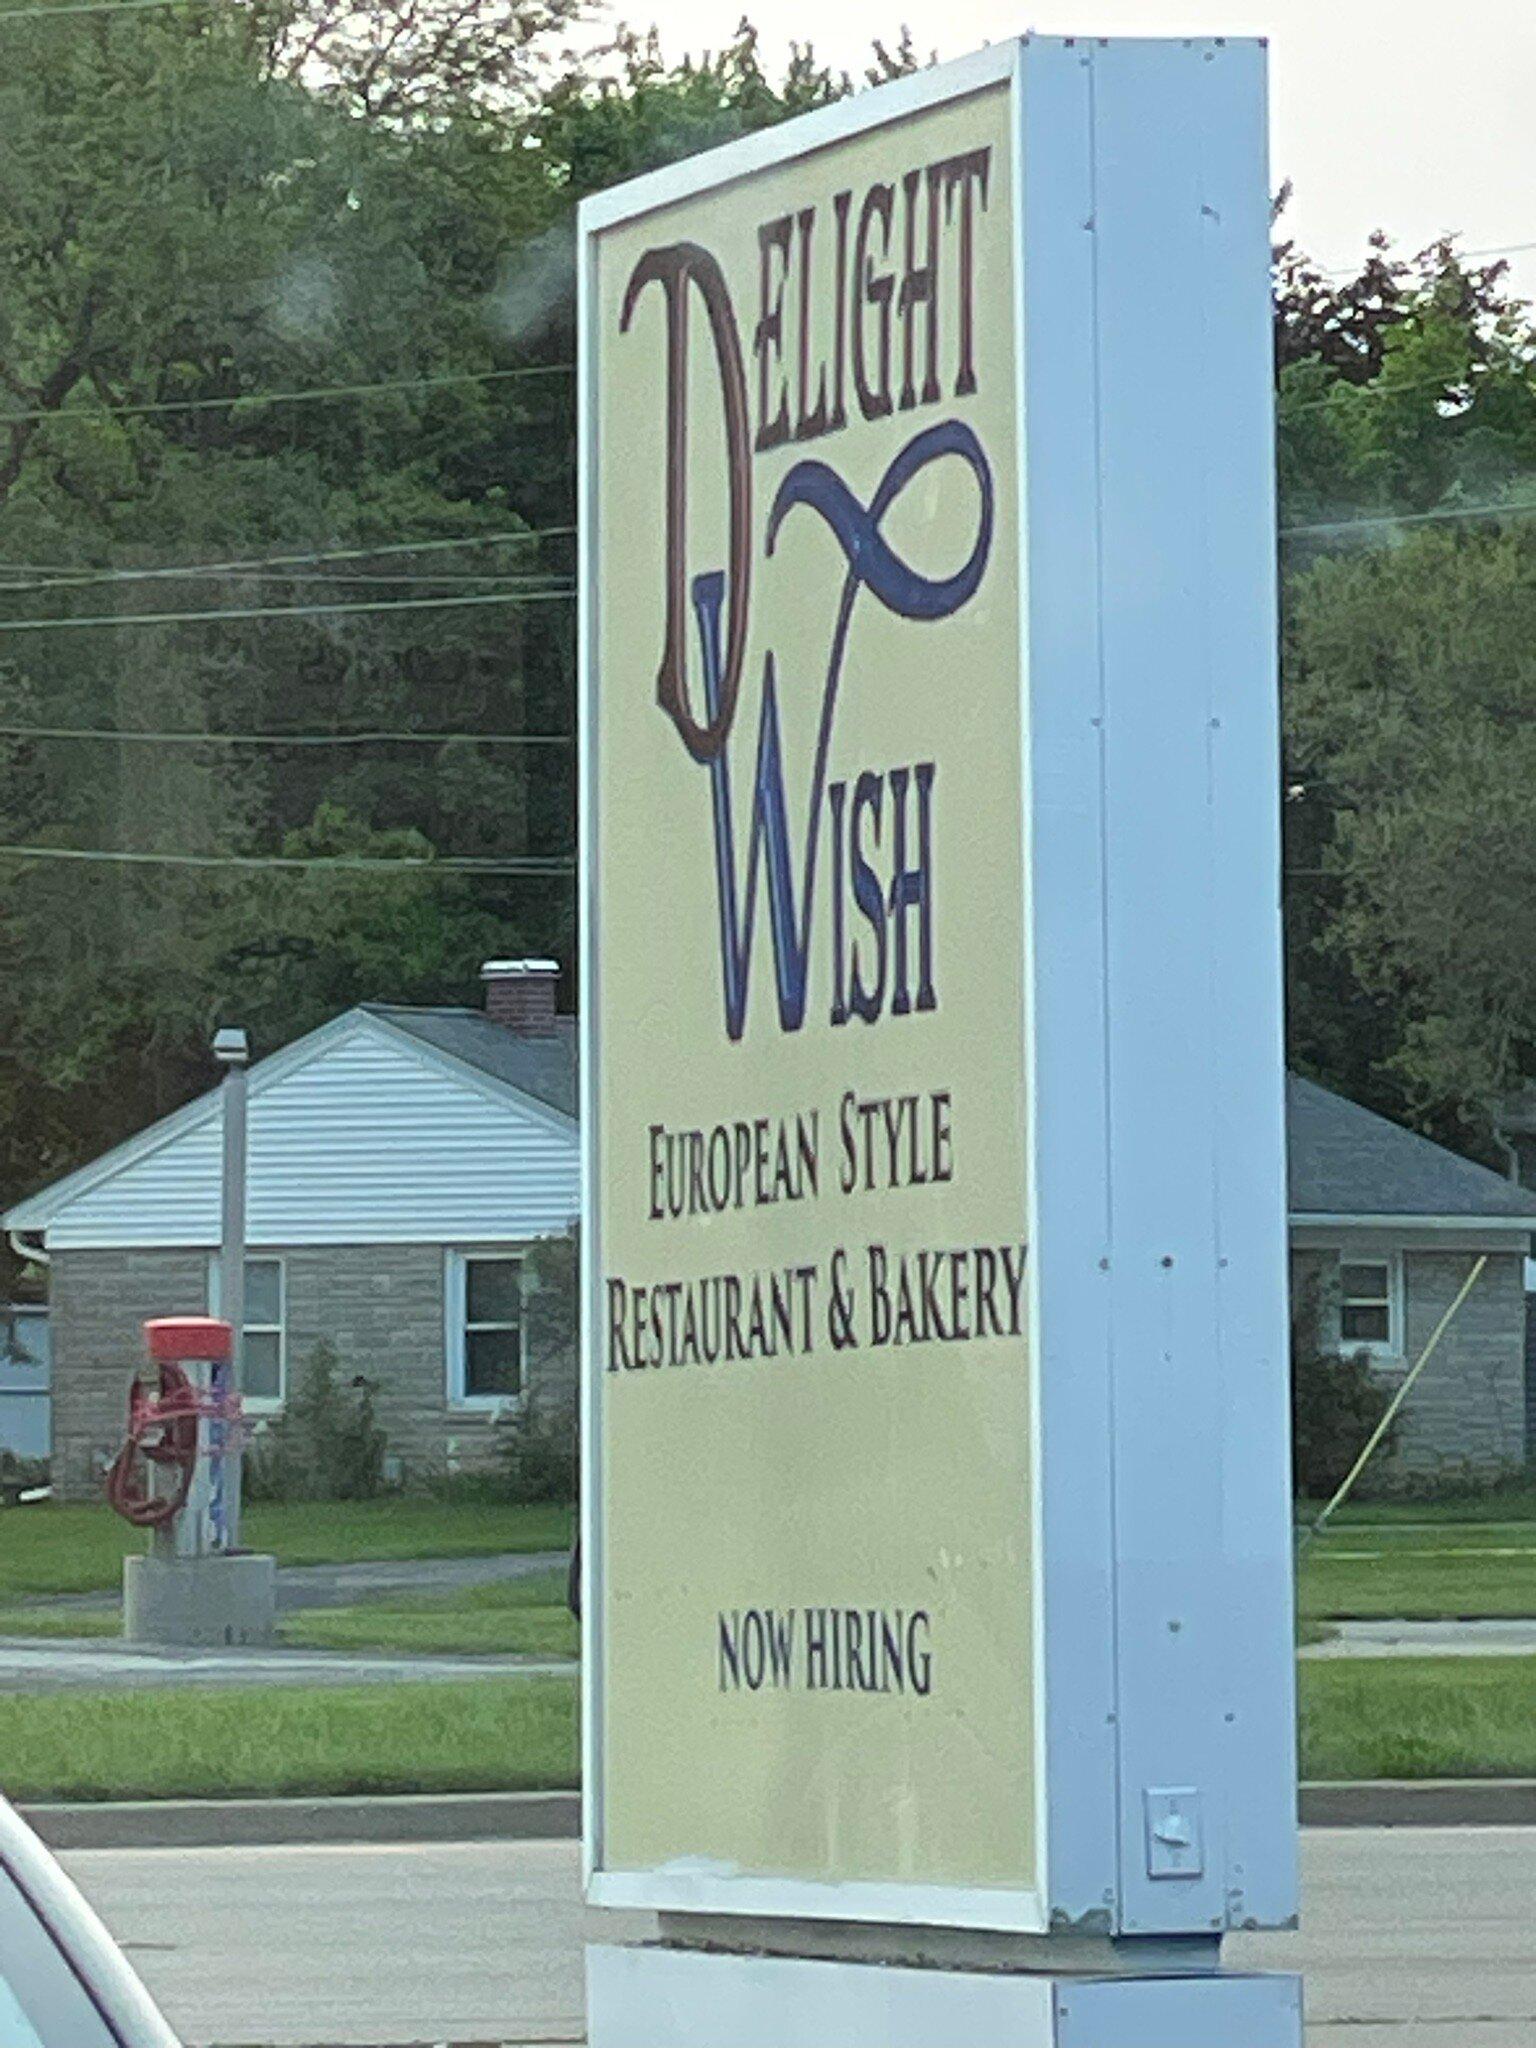 DELIGHT
WISH
EUROPEAN STYLE
RESTAURANT & BAKERY
NOW HIRING